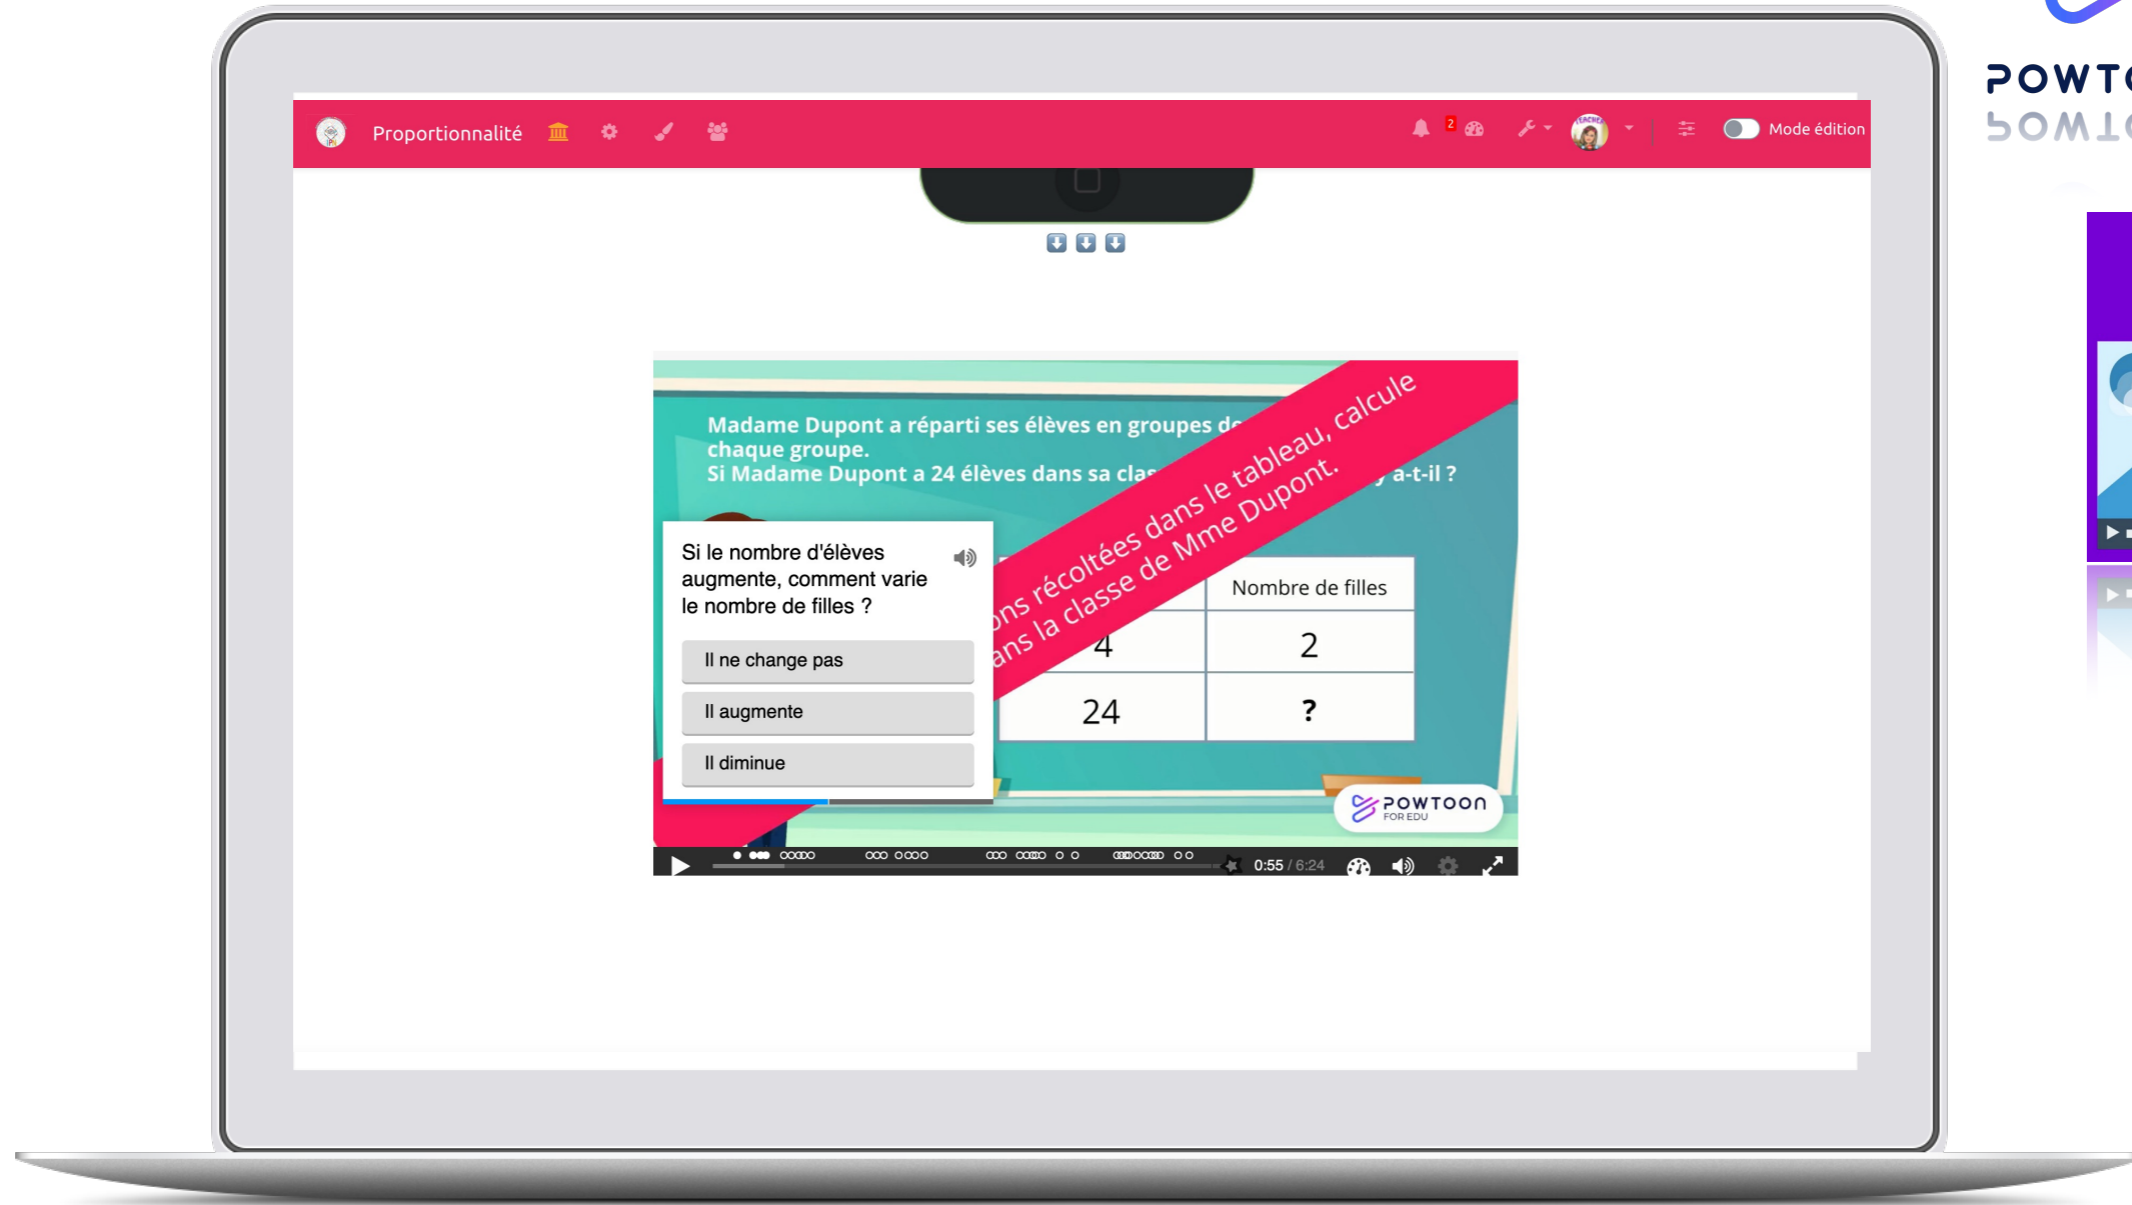 Proportionnalité
2
Mode édition
Madame Dupont a réparti ses élèves en groupes de
chaque groupe.
Si Madame Dupont a 24 élèves dans sa y a-t-il ?
récoltées dans le tableau, calcule
la classe de Mme Dupont.
Si le nombre d'élèves
augmente, comment varie
le nombre de filles ?
Il ne change pas
Il augmente
Il diminue
Nombre de filles
4
2
24
?
POWTOON
FOR EDU
0:55 / 6:24
TEACHER